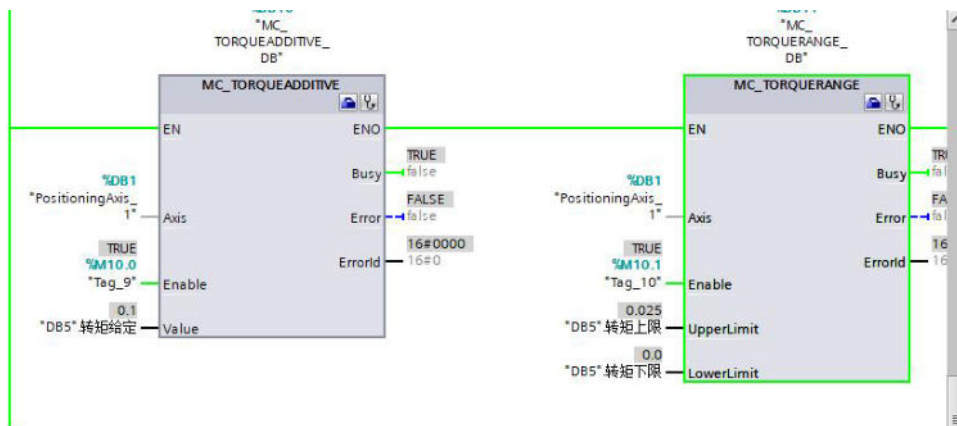 "MC_
TORQUEADDITIVE_
DB"
MC_TORQUEADDITIVE
EN
ENO
TRUE
Busy
false
%DB1
"PositioningAxis_
1"
Axis
FALSE
Error
false
16#0000
ErrorId
16#0
TRUE
%M10.0
"Tag_9"
Enable
0.1
"DB5".转矩给定
Value
"MC_
TORQUERANGE_
DB"
MC_TORQUERANGE
EN
ENO
Busy
%DB1
"PositioningAxis_
1"
Axis
Error
ErrorId
16
16
TRUE
%M10.1
"Tag_10"
Enable
0.025
"DB5".转矩上限
UpperLimit
0.0
"DB5".转矩下限
LowerLimit